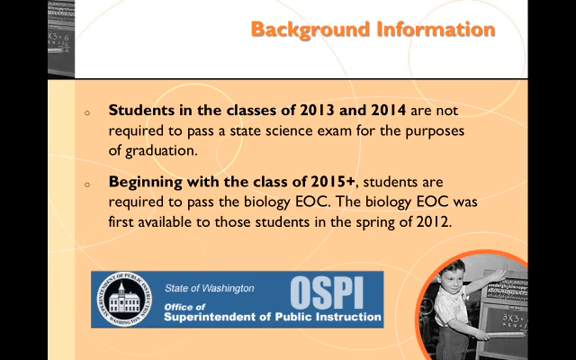 Background Information
Students in the classes of 2013 and 2014 are not
required to pass a state science exam for the purposes
of graduation.
Beginning with the class of 2015+, students are
required to pass the biology EOC. The biology EOC was
first available to those students in the spring of 2012.
State of Washington
OSPI
Office of
Superintendent of Public Instruction